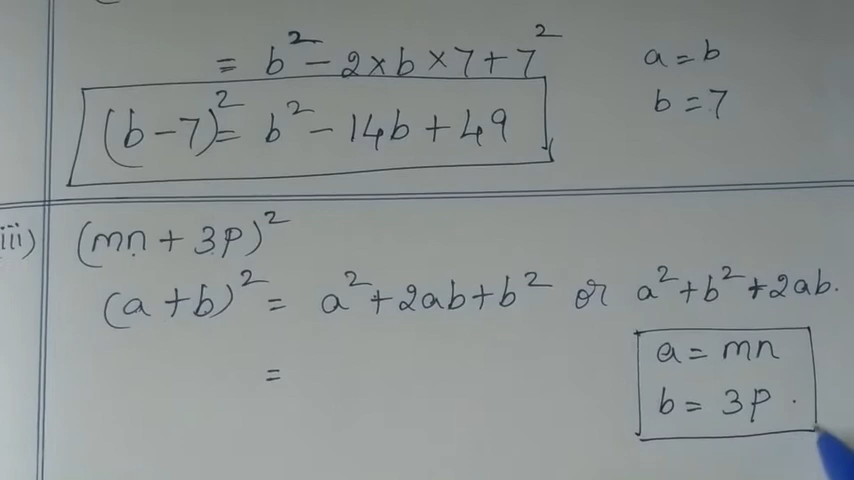 = b² - 2 × b × 7 + 7²
a = b
b = 7
(b - 7)² = b² - 14b + 49
iii) (mn + 3p)²
(a + b)² = a² + 2ab + b² or a² + b² + 2ab.
=
a = mn
b = 3p.